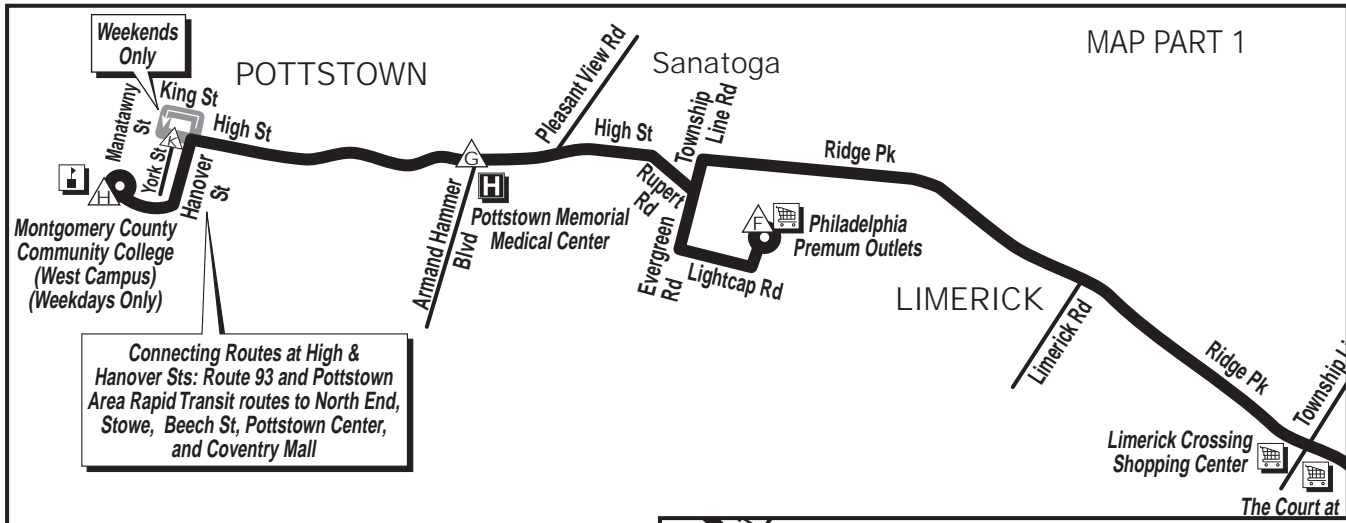 MAP PART 1
Weekends
Only
POTTSTOWN
Sanatoga
Pleasant View Rd
Manatawny
St
King St
High St
York St
Hanover
St
K
H
Montgomery County
Community College
(West Campus)
(Weekdays Only)
G
H
Pottstown Memorial
Medical Center
Armand Hammer
Blvd
High St
Township
Line Rd
Rupert
Rd
Evergreen
Rd
Ridge Pk
F
Philadelphia
Premum Outlets
Lightcap Rd
LIMERICK
Limerick Rd
Ridge Pk
Connecting Routes at High &
Hanover Sts: Route 93 and Pottstown
Area Rapid Transit routes to North End,
Stowe, Beech St, Pottstown Center,
and Coventry Mall
Limerick Crossing
Shopping Center
Township
The Court at